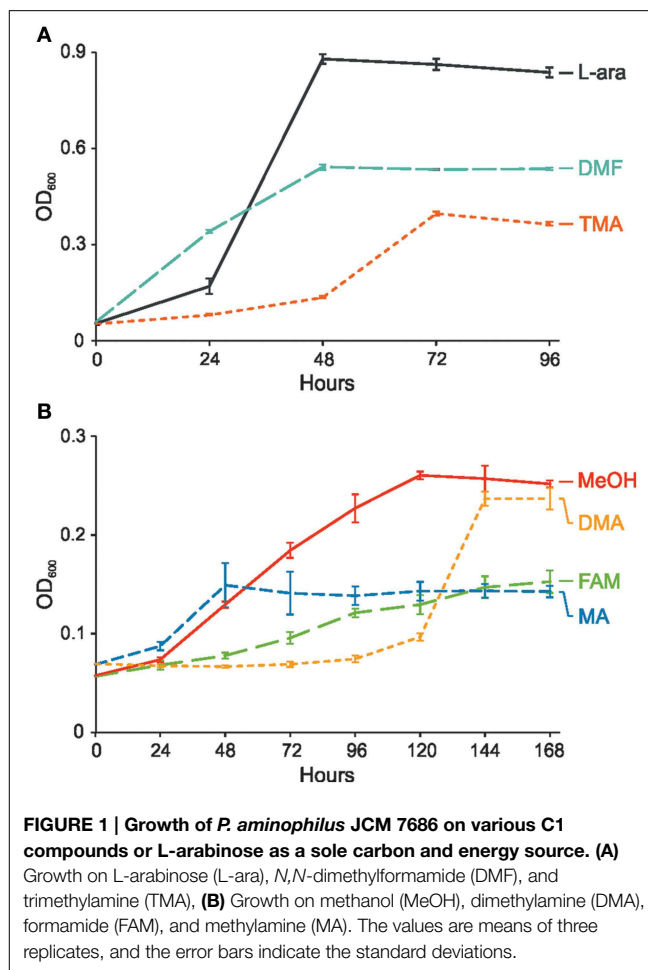 A
0.9
0.6
0.3
0
OD600
0 24 48 72 96
Hours
L-ara
DMF
TMA
B
0.3
0.2
0.1
0
OD600
0 24 48 72 96 120 144 168
Hours
MeOH
DMA
FAM
MA
FIGURE 1 | Growth of P. aminophilus JCM 7686 on various C1
compounds or L-arabinose as a sole carbon and energy source. (A)
Growth on L-arabinose (L-ara), N,N-dimethylformamide (DMF), and
trimethylamine (TMA), (B) Growth on methanol (MeOH), dimethylamine (DMA),
formamide (FAM), and methylamine (MA). The values are means of three
replicates, and the error bars indicate the standard deviations.